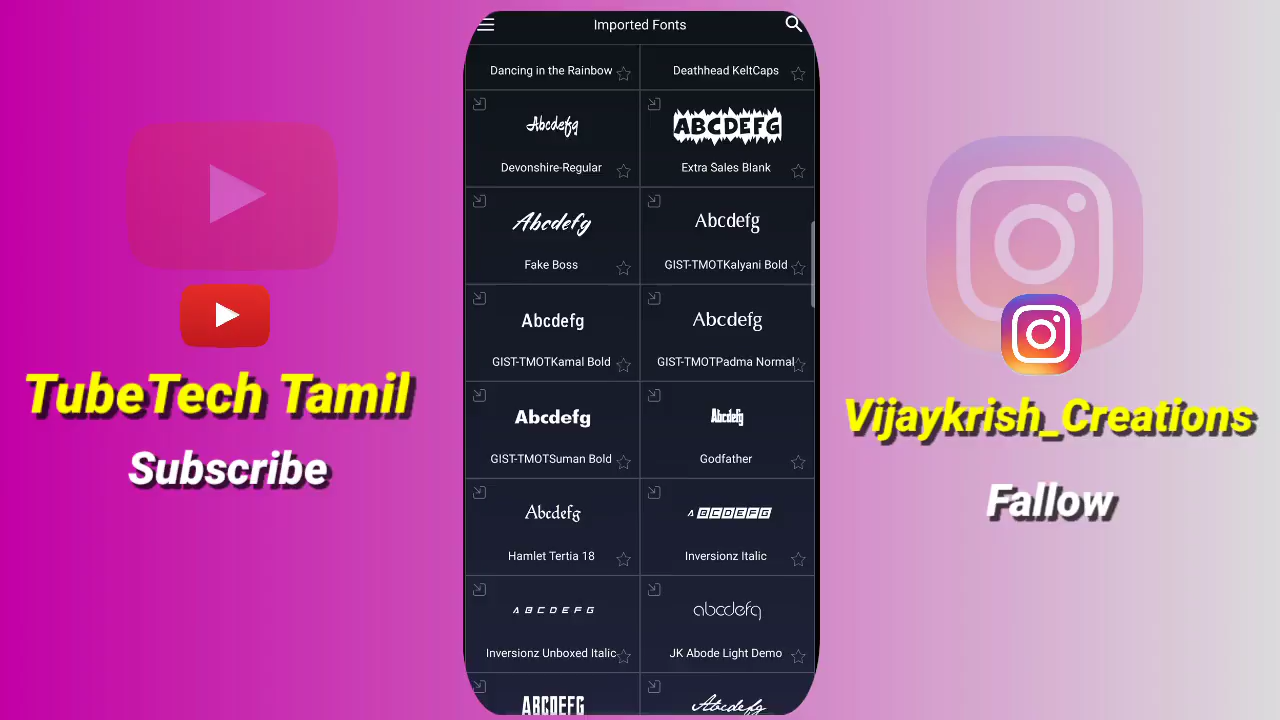 Imported Fonts
Dancing in the Rainbow
Deathhead KeltCaps
Abcdefg
ABCDEFG
Devonshire-Regular
Extra Sales Blank
Abcdefg
Abcdefg
Fake Boss
GIST-TMOTKalyani Bold
Abcdefg
Abcdefg
GIST-TMOTKamal Bold
GIST-TMOTPadma Normal
Abcdefg
Abcdefg
GIST-TMOTSuman Bold
Godfather
Abcdefg
ABCDEFG
Hamlet Tertia 18
Inversionz Italic
ABCDEFG
abcdefg
Inversionz Unboxed Italic
JK Abode Light Demo
ABCDEFG
Abcdefg
TubeTech Tamil
Subscribe
Vijaykrish_Creations
Fallow